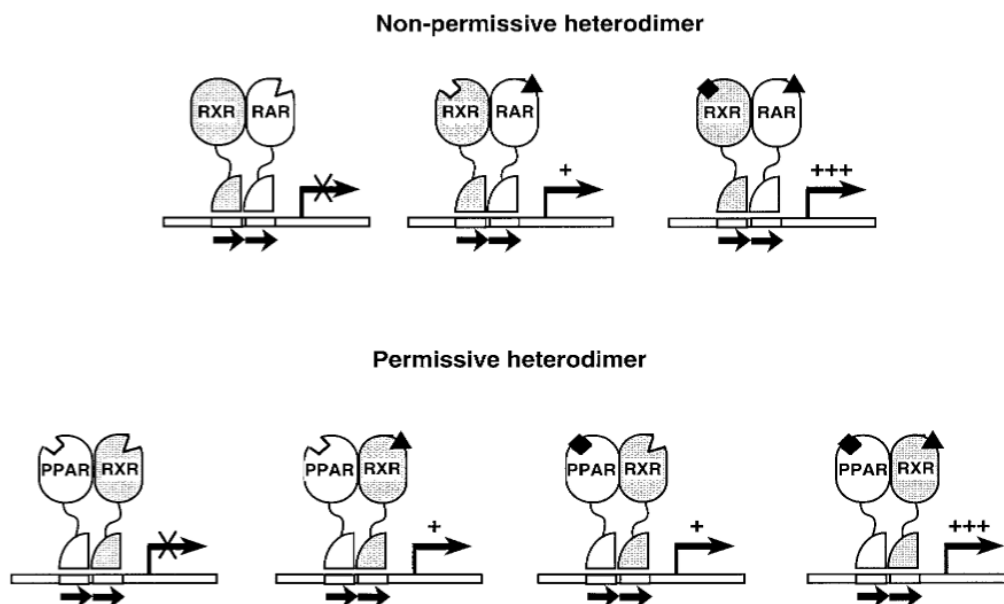 Non-permissive heterodimer
RXR RAR RXR RAR RXR RAR
+ +++
Permissive heterodimer
PPAR RXR PPAR RXR PPAR RXR PPAR RXR
+ + +++